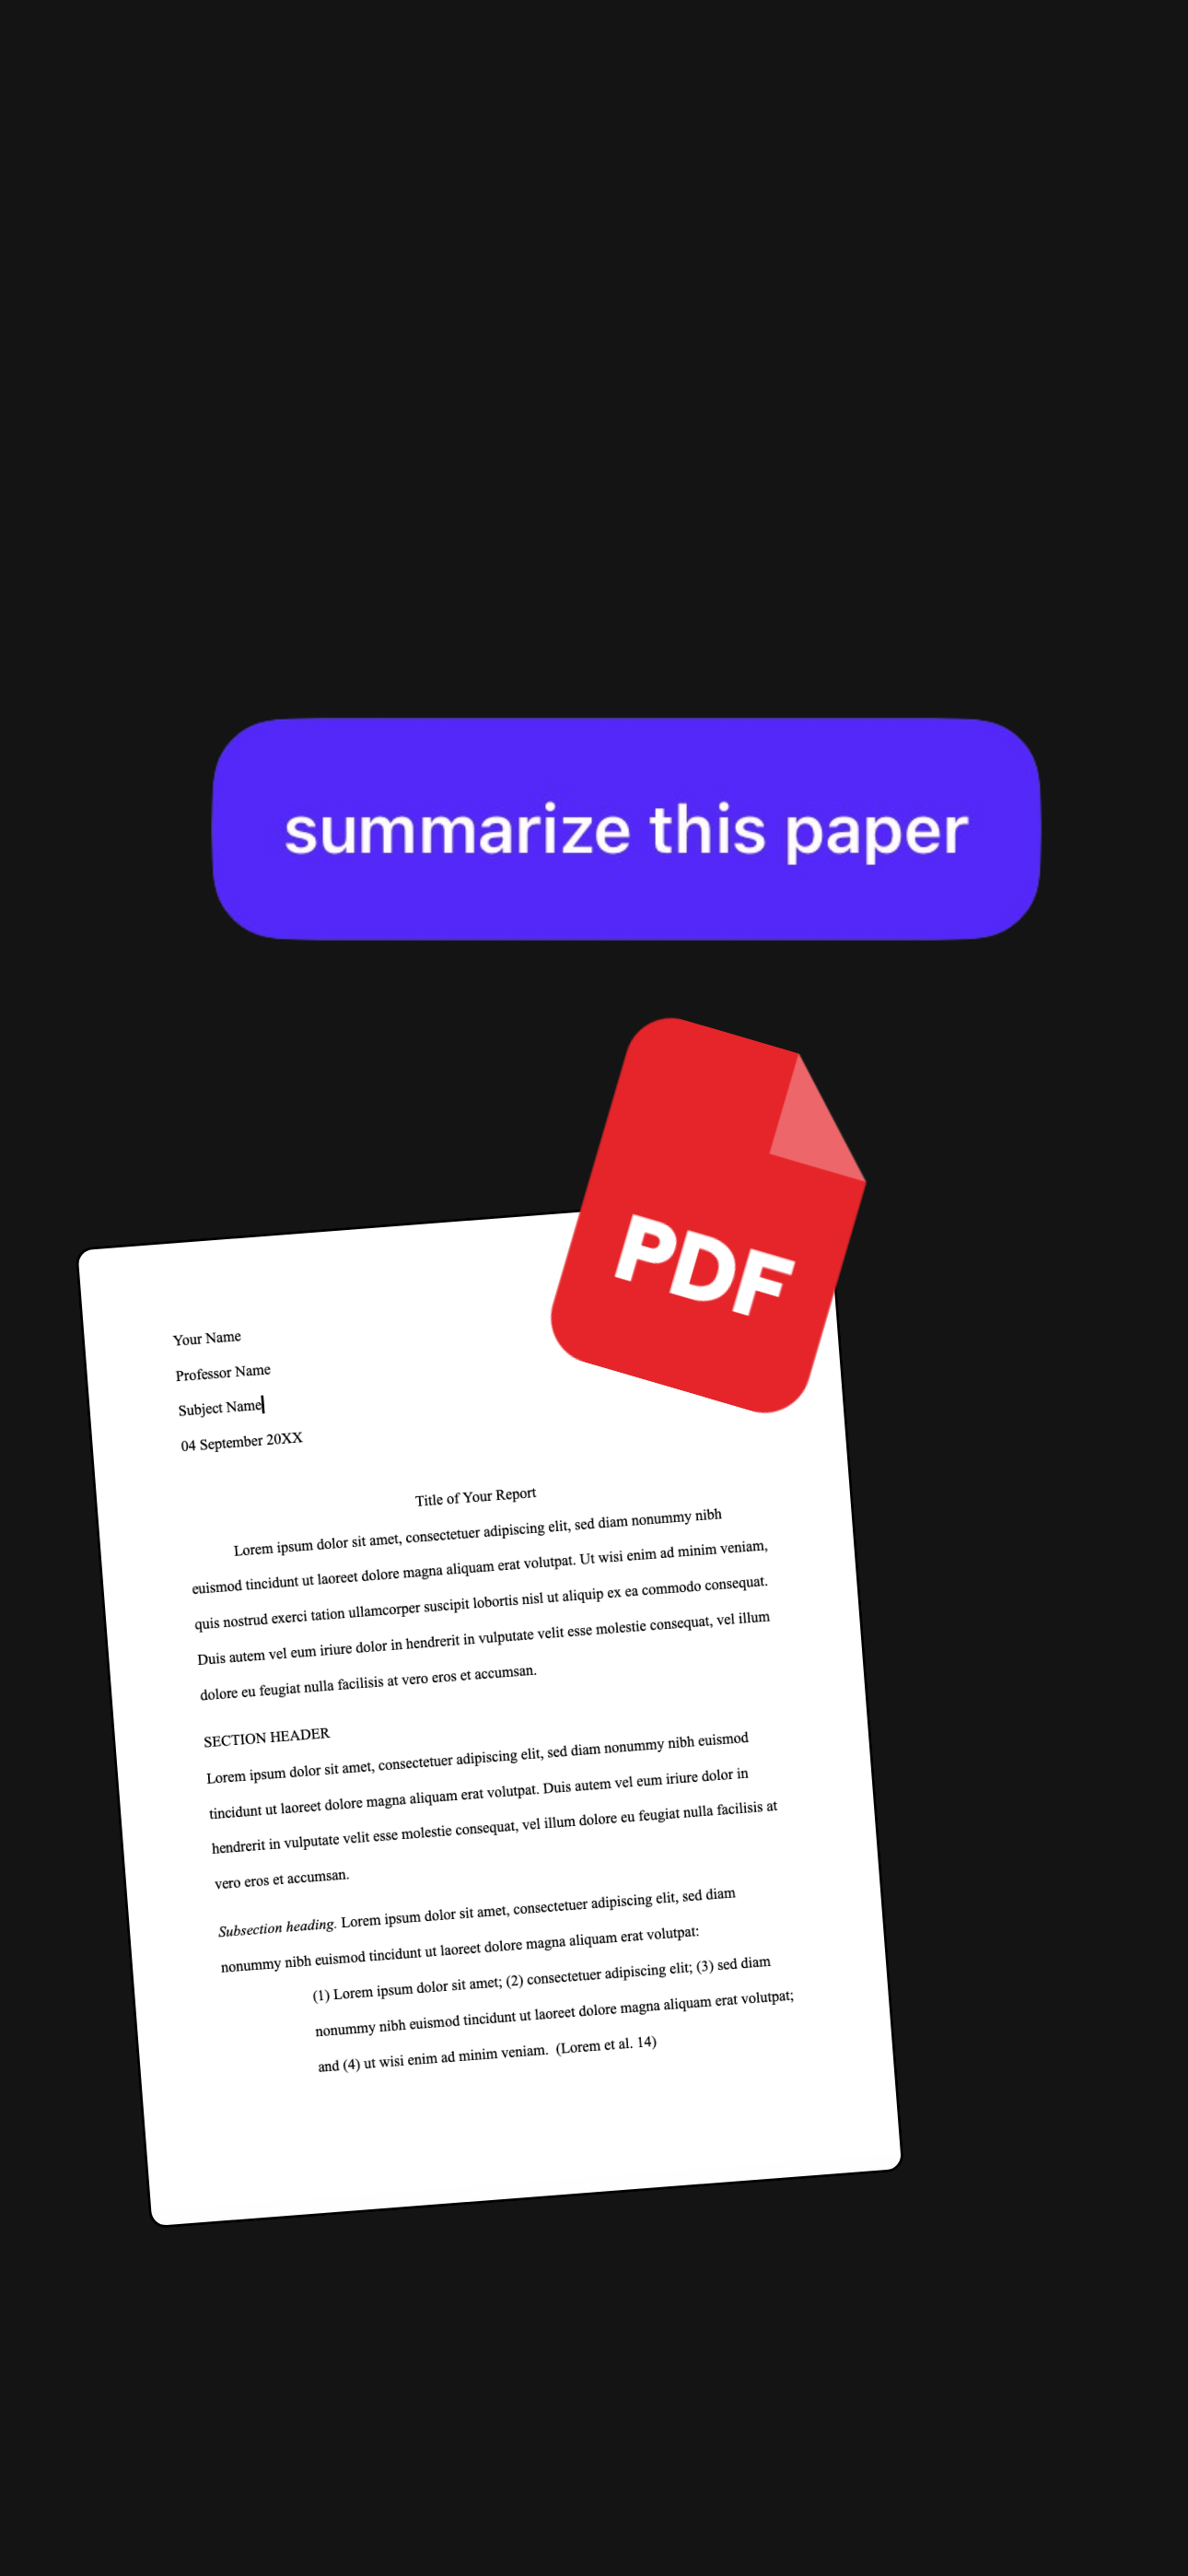 summarize this paper
PDF
Your Name
Professor Name
Subject Name
04 September 20XX
Title of Your Report
Lorem ipsum dolor sit amet, consectetuer adipiscing elit, sed diam nonummy nibh
euismod tincidunt ut laoreet dolore magna aliquam erat volutpat. Ut wisi enim ad minim veniam,
quis nostrud exerci tation ullamcorper suscipit lobortis nisl ut aliquip ex ea commodo consequat.
Duis autem vel eum iriure dolor in hendrerit in vulputate velit esse molestie consequat, vel illum
dolore eu feugiat nulla facilisis at vero eros et accumsan.
SECTION HEADER
Lorem ipsum dolor sit amet, consectetuer adipiscing elit, sed diam nonummy nibh euismod
tincidunt ut laoreet dolore magna aliquam erat volutpat. Duis autem vel eum iriure dolor in
hendrerit in vulputate velit esse molestie consequat, vel illum dolore eu feugiat nulla facilisis at
vero eros et accumsan.
Subsection heading. Lorem ipsum dolor sit amet, consectetuer adipiscing elit, sed diam
nonummy nibh euismod tincidunt ut laoreet dolore magna aliquam erat volutpat:
(1) Lorem ipsum dolor sit amet; (2) consectetuer adipiscing elit; (3) sed diam
nonummy nibh euismod tincidunt ut laoreet dolore magna aliquam erat volutpat;
and (4) ut wisi enim ad minim veniam. (Lorem et al. 14)